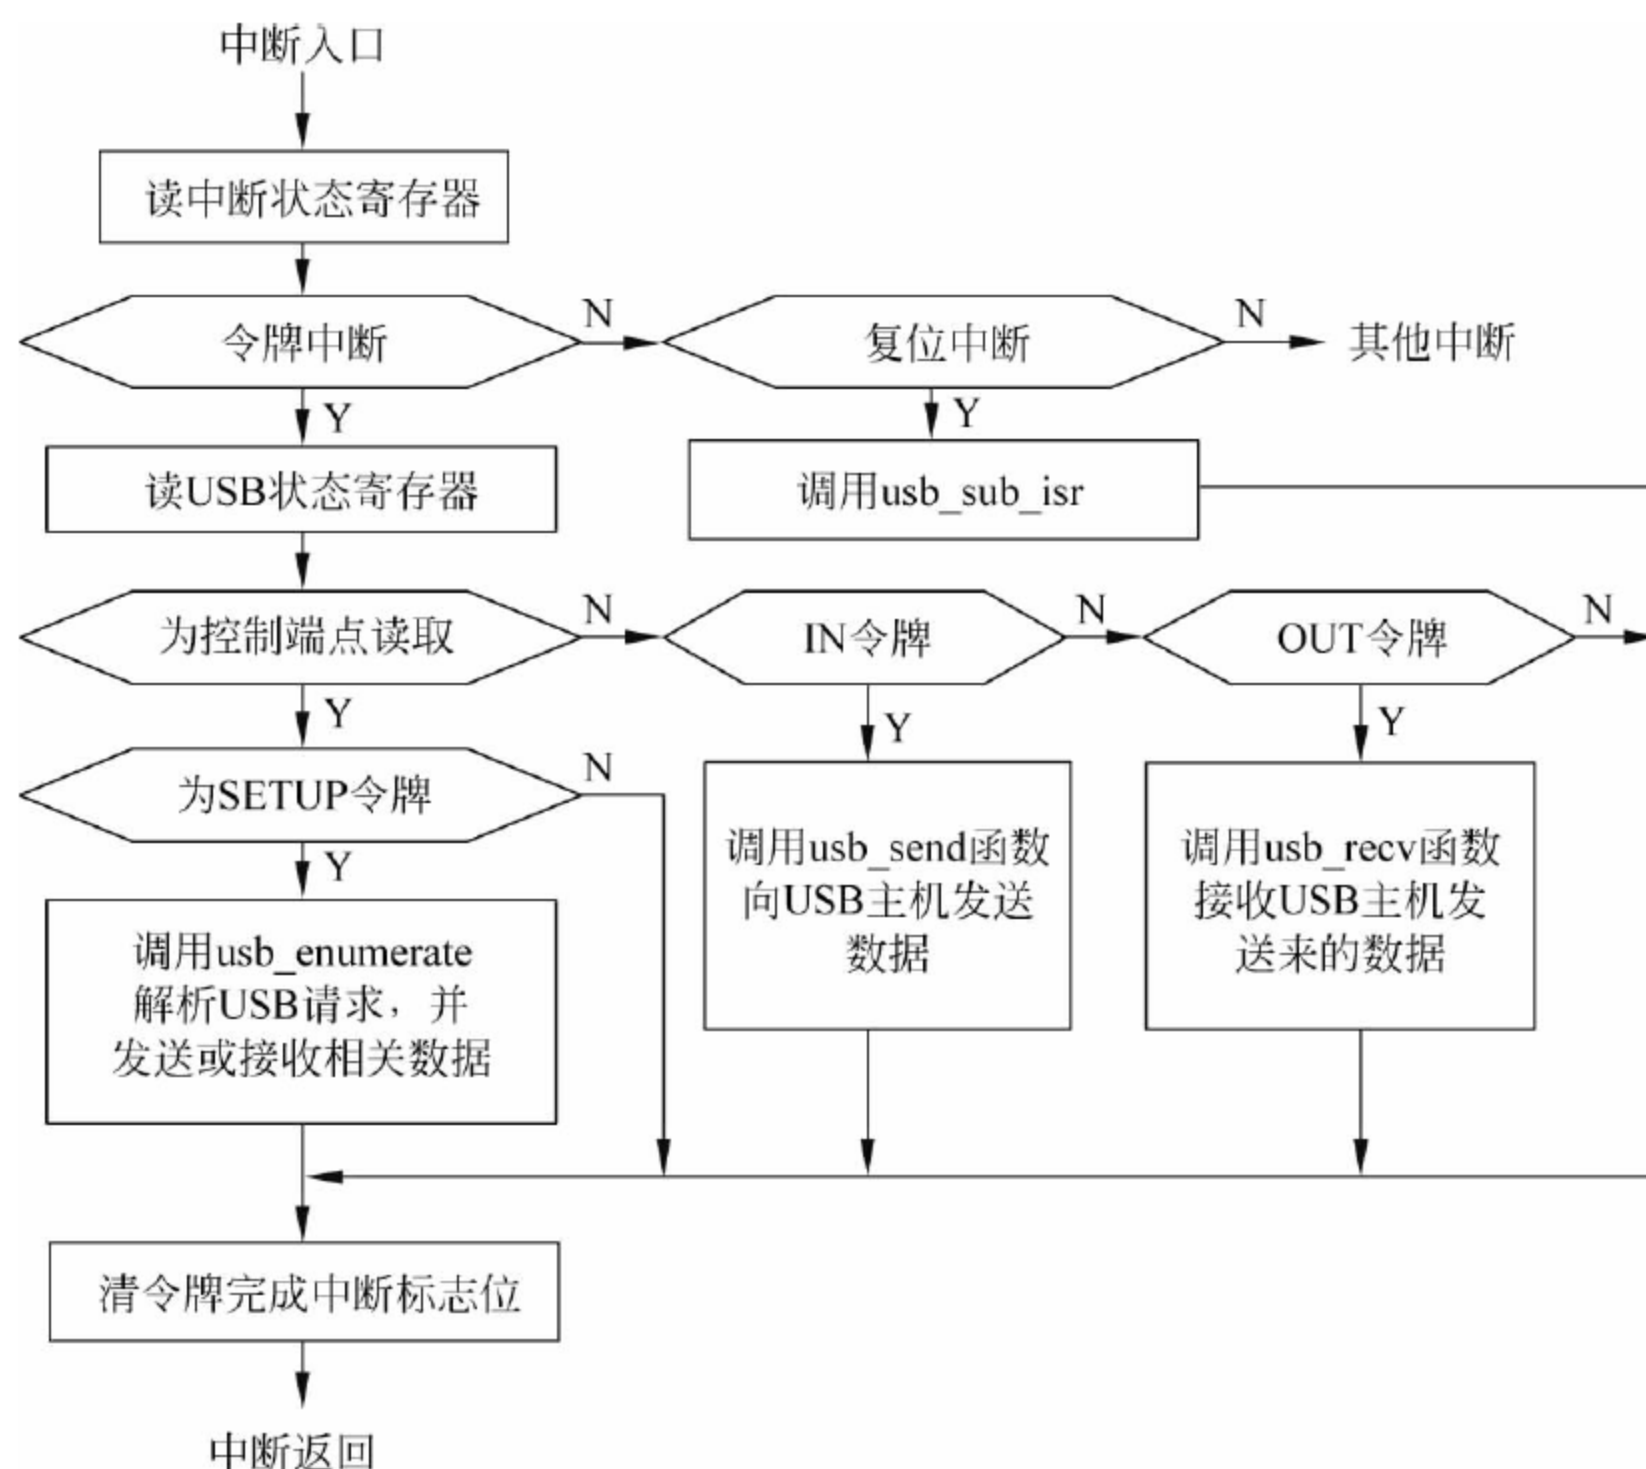 中断入口
读中断状态寄存器
令牌中断
N
复位中断
N
其他中断
Y
Y
读USB状态寄存器
调用usb_sub_isr
为控制端点读取
N
IN令牌
N
OUT令牌
N
Y
Y
Y
为SETUP令牌
N
调用usb_send函数
向USB主机发送
数据
调用usb_recv函数
接收USB主机发
送来的数据
Y
调用usb_enumerate
解析USB请求，并
发送或接收相关数据
清令牌完成中断标志位
中断返回